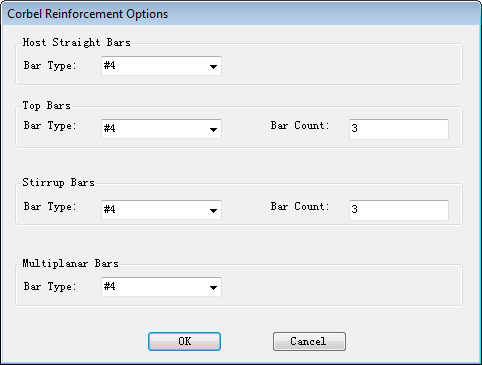 Corbel Reinforcement Options
Host Straight Bars
Bar Type: #4
Top Bars
Bar Type: #4 Bar Count: 3
Stirrup Bars
Bar Type: #4 Bar Count: 3
Multiplanar Bars
Bar Type: #4
OK Cancel